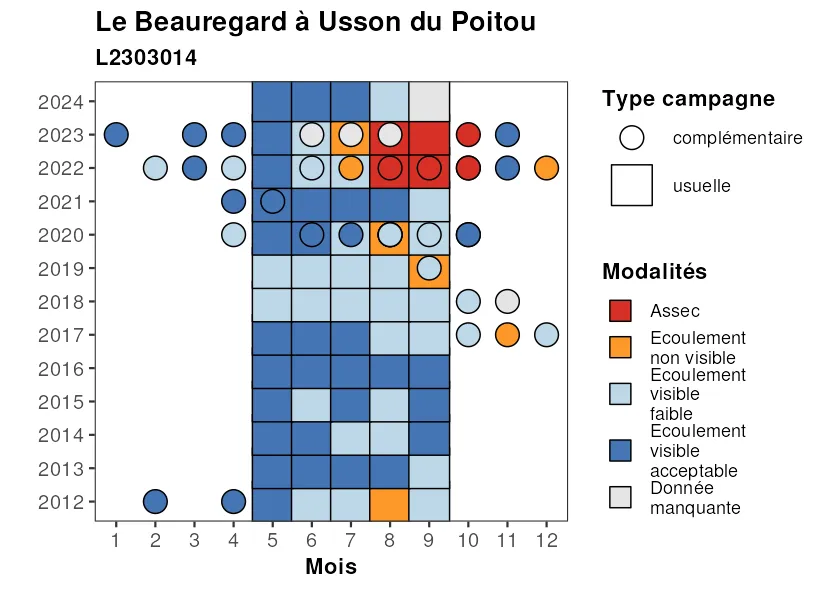 Le Beauregard à Usson du Poitou
L2303014
2024
2023
2022
2021
2020
2019
2018
2017
2016
2015
2014
2013
2012
1 2 3 4 5 6 7 8 9 10 11 12
Mois
Type campagne
complémentaire
usuelle
Modalités
Assec
Ecoulement
non visible
Ecoulement
visible
faible
Ecoulement
visible
acceptable
Donnée
manquante